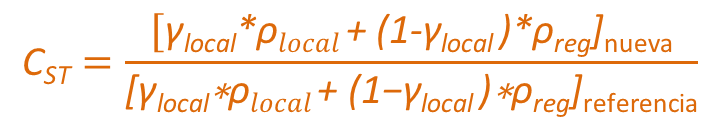 C_ST = [γ_local*ρ_local + (1-γ_local)*ρ_reg]_nueva
[γ_local*ρ_local + (1−γ_local)*ρ_reg]_referencia